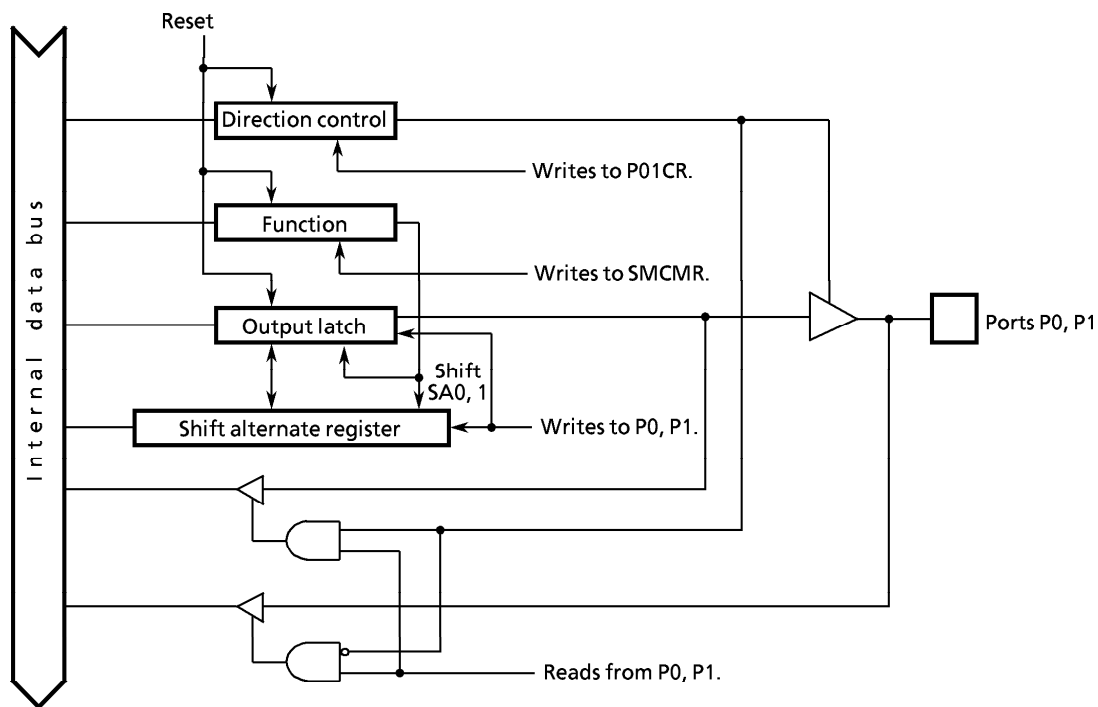 Reset
Direction control
Writes to P01CR.
Function
Writes to SMCMR.
Internal data bus
Output latch
Ports P0, P1
Shift
SA0, 1
Shift alternate register
Writes to P0, P1.
Reads from P0, P1.